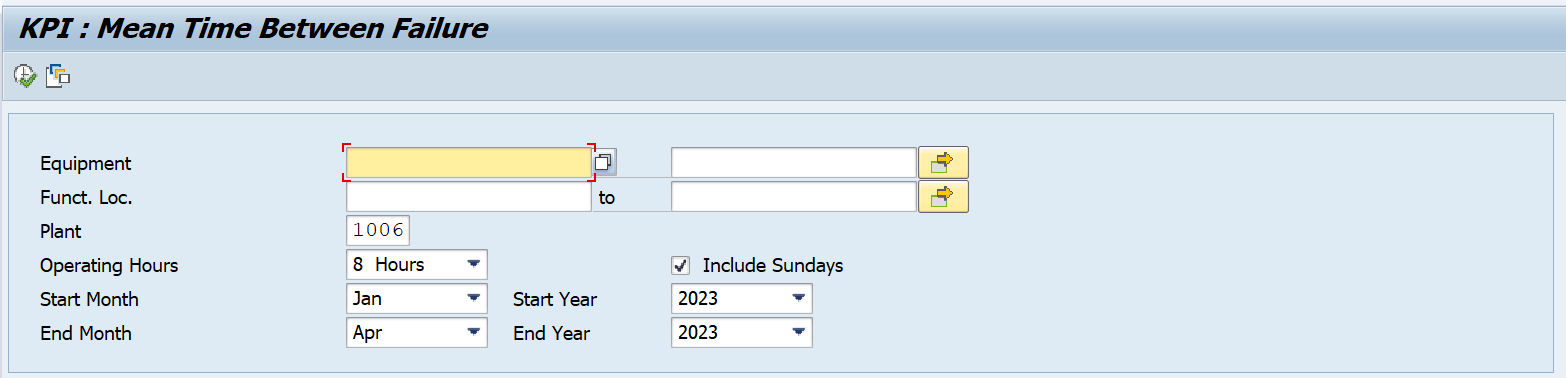 KPI : Mean Time Between Failure
Equipment
Funct. Loc. to
Plant 1006
Operating Hours 8 Hours Include Sundays
Start Month Jan Start Year 2023
End Month Apr End Year 2023